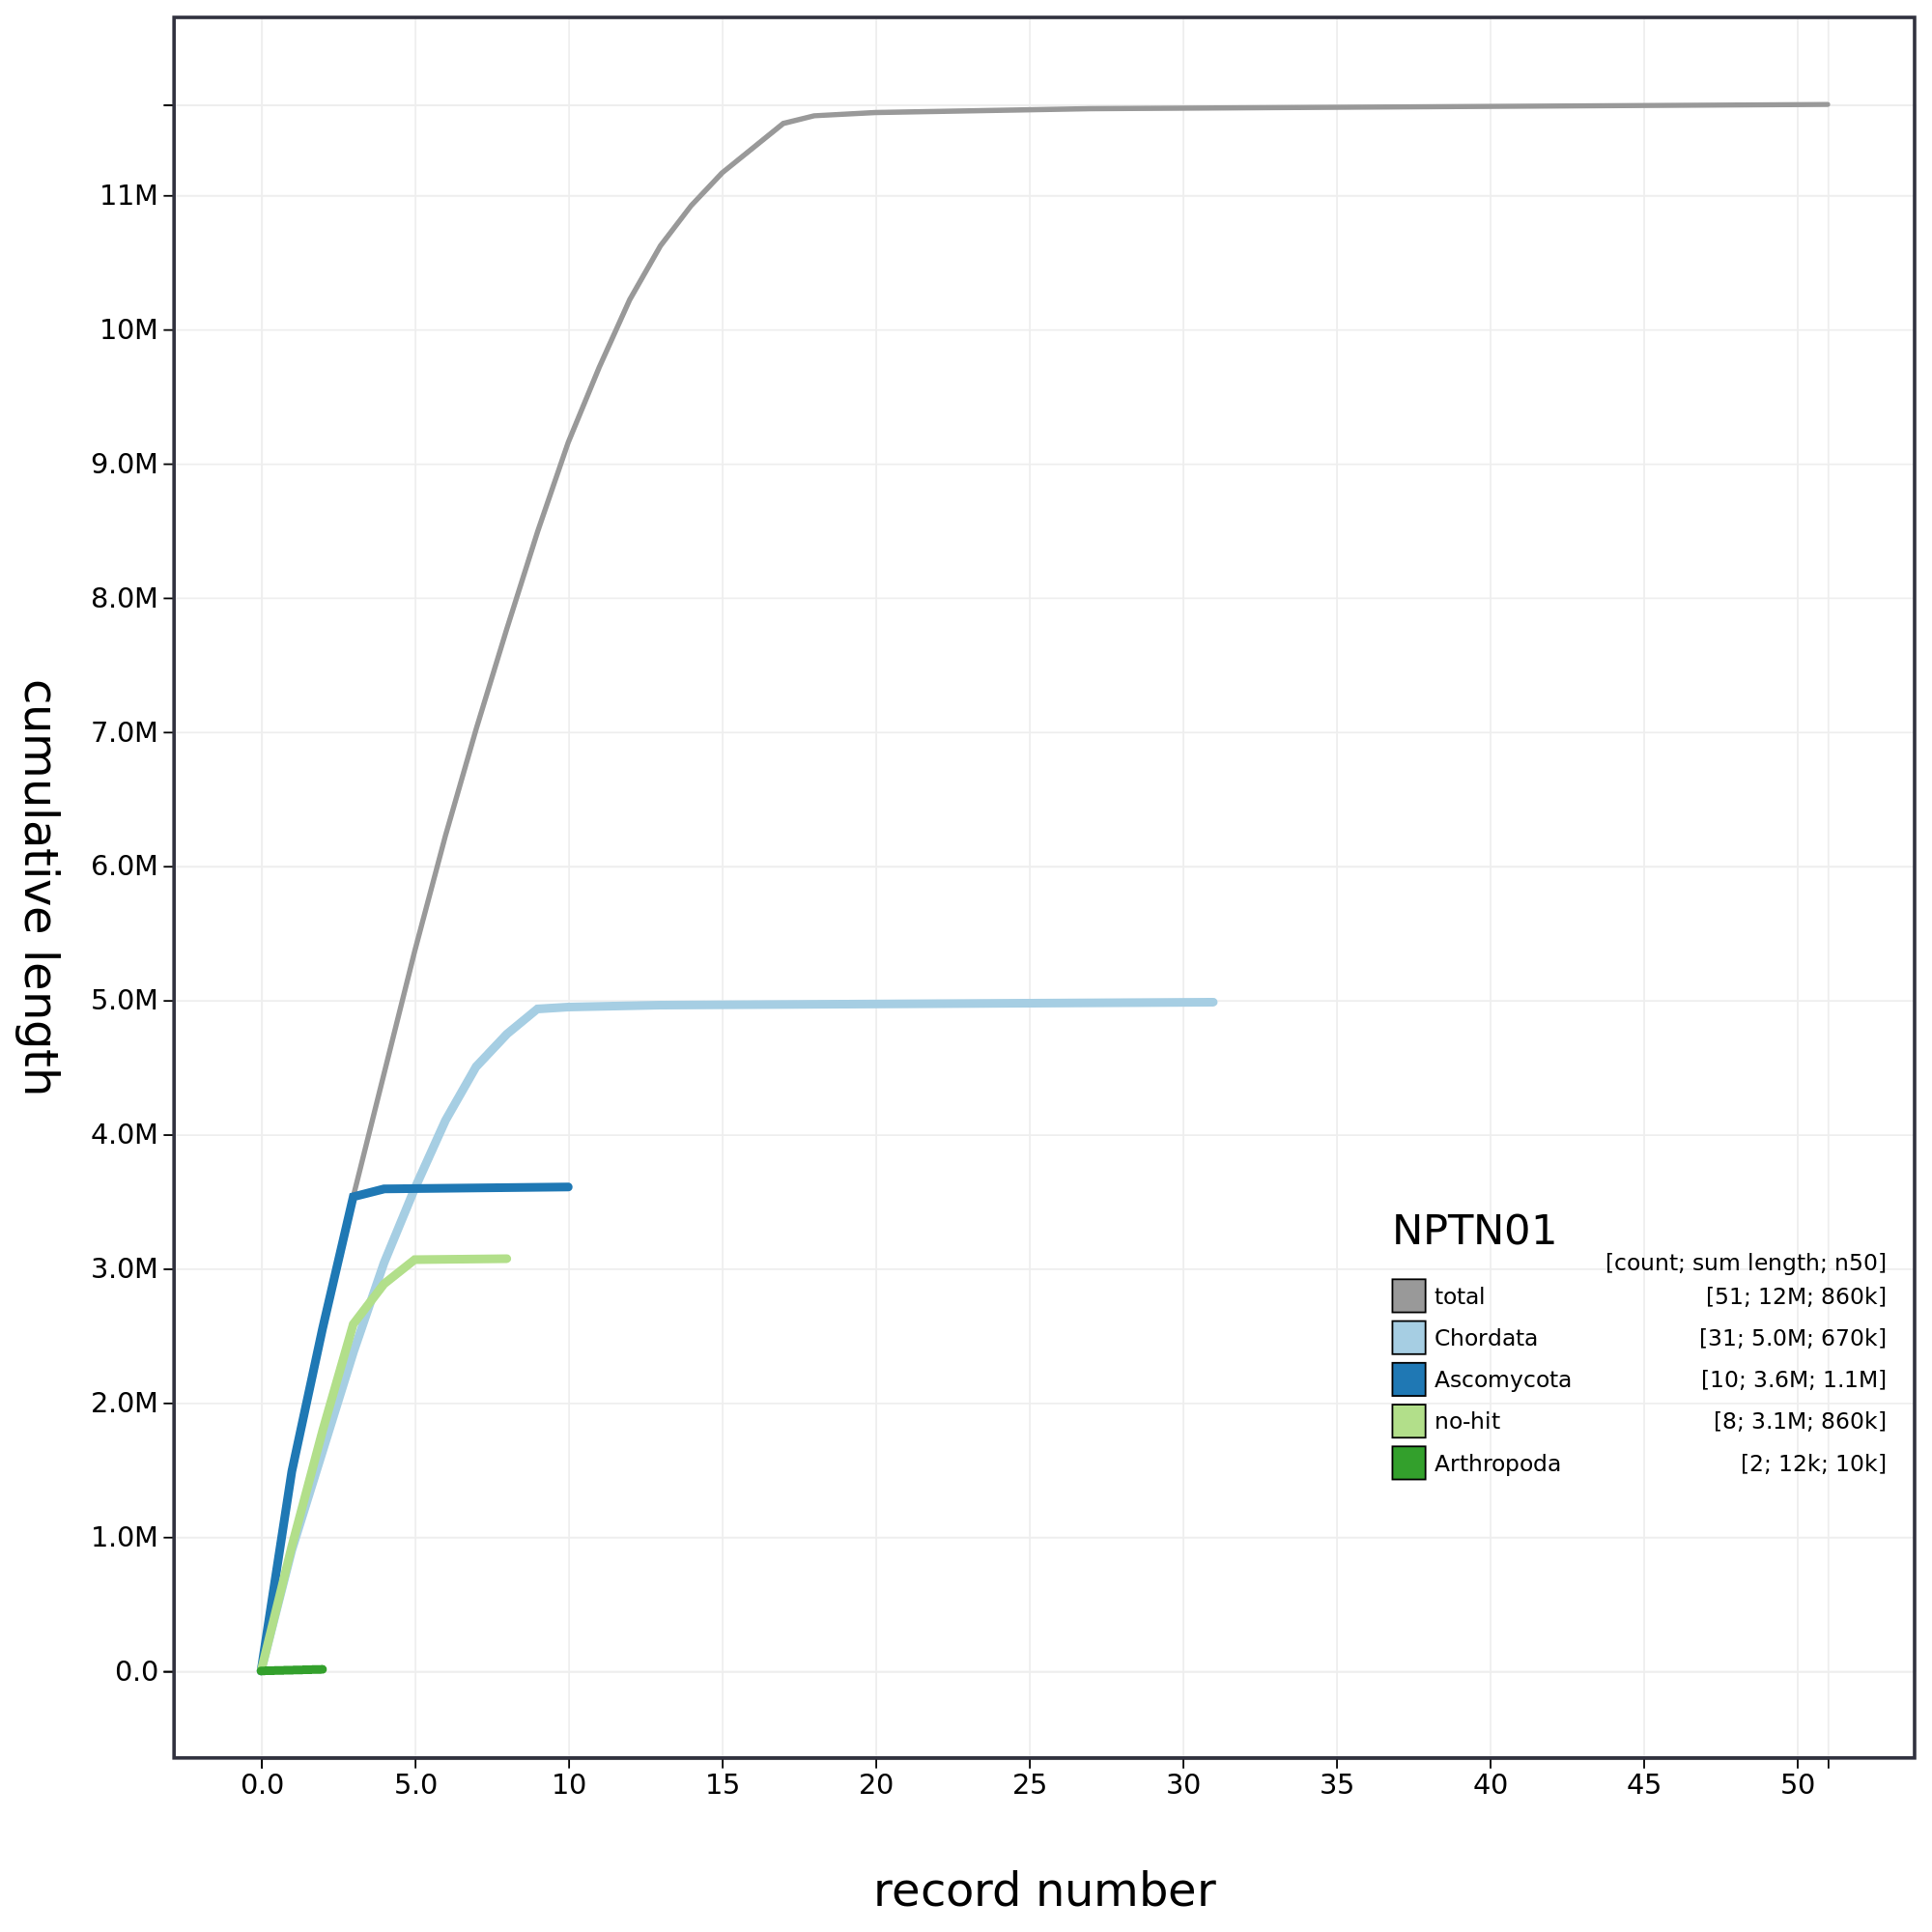 cumulative length
11M
10M
9.0M
8.0M
7.0M
6.0M
5.0M
4.0M
3.0M
2.0M
1.0M
0.0
NPTN01
[count; sum length; n50]
total [51; 12M; 860k]
Chordata [31; 5.0M; 670k]
Ascomycota [10; 3.6M; 1.1M]
no-hit [8; 3.1M; 860k]
Arthropoda [2; 12k; 10k]
0.0 5.0 10 15 20 25 30 35 40 45 50
record number